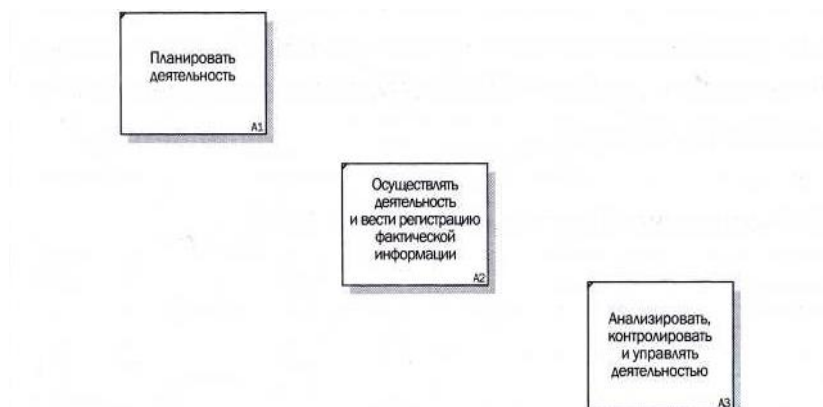 Планировать
деятельность
A1
Осуществлять
деятельность
и вести регистрацию
фактической
информации
A2
Анализировать,
контролировать
и управлять
деятельностью
A3